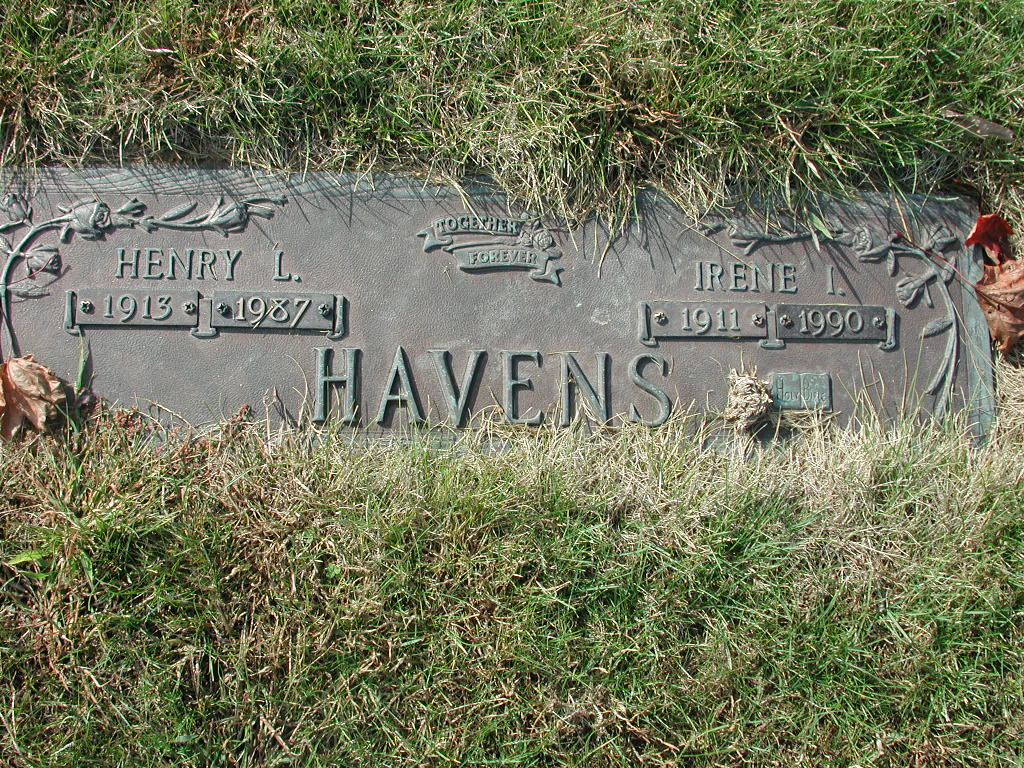 TOGETHER
FOREVER
HENRY L.
1913 1987
IRENE I.
1911 1990
HAVENS